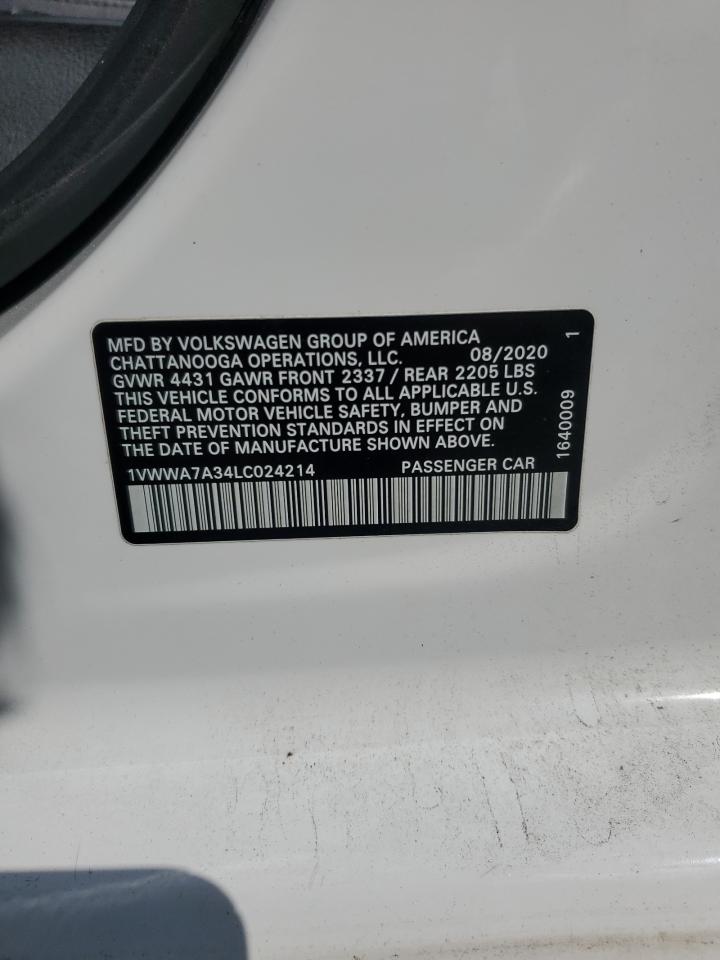 MFD BY VOLKSWAGEN GROUP OF AMERICA
CHATTANOOGA OPERATIONS, LLC. 08/2020
GVWR 4431 GAWR FRONT 2337 / REAR 2205 LBS
THIS VEHICLE CONFORMS TO ALL APPLICABLE U.S.
FEDERAL MOTOR VEHICLE SAFETY, BUMPER AND
THEFT PREVENTION STANDARDS IN EFFECT ON
THE DATE OF MANUFACTURE SHOWN ABOVE.
1VWWA7A34LC024214 PASSENGER CAR
1640009 1